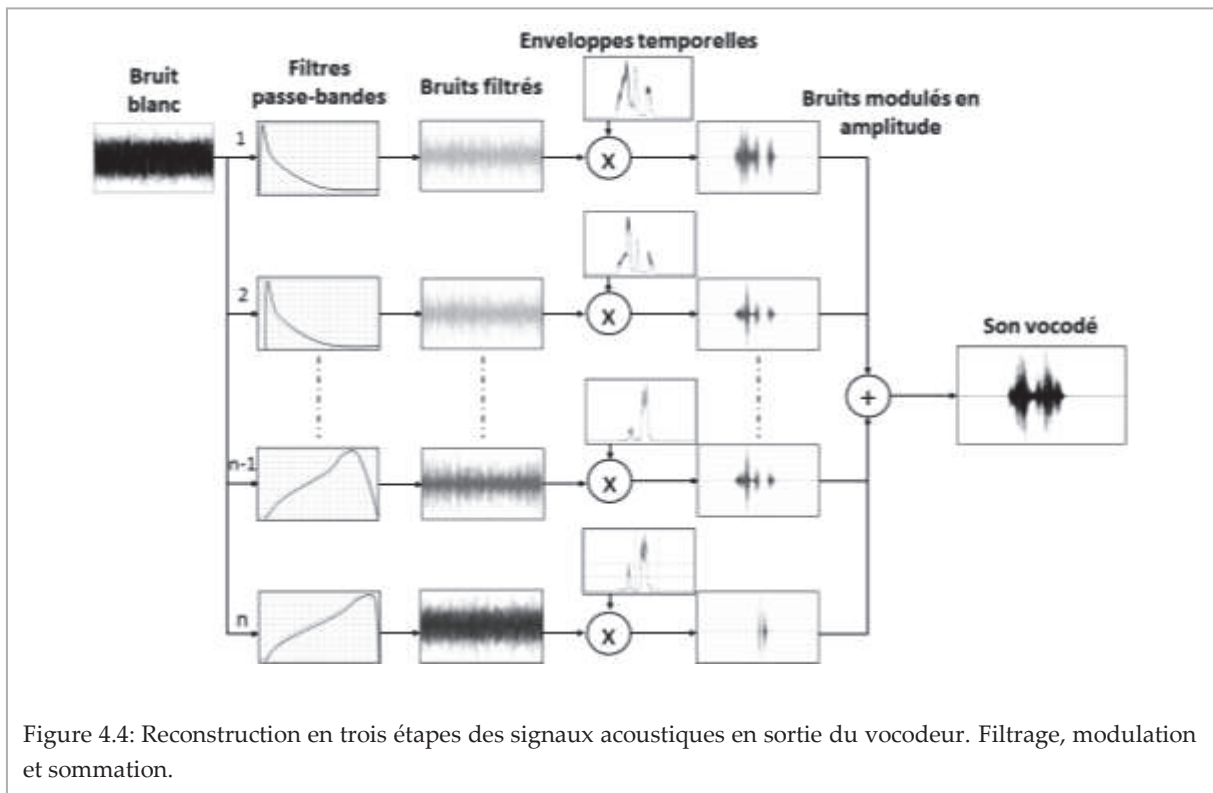 Enveloppes temporelles
Bruit
blanc
Filtres
passe-bandes
Bruits filtrés
Bruits modulés en
amplitude
1
X
2
X
Son vocodé
+
n-1
X
n
X
Figure 4.4: Reconstruction en trois étapes des signaux acoustiques en sortie du vocodeur. Filtrage, modulation
et sommation.